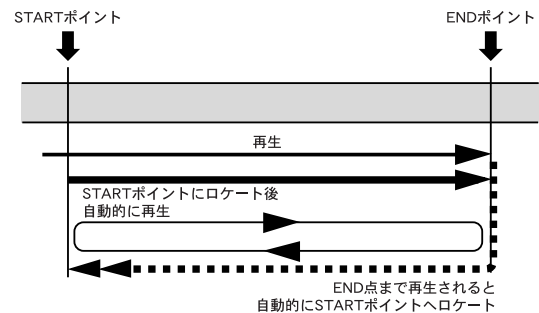 STARTポイント
ENDポイント
再生
STARTポイントにロケート後
自動的に再生
END点まで再生されると
自動的にSTARTポイントへロケート